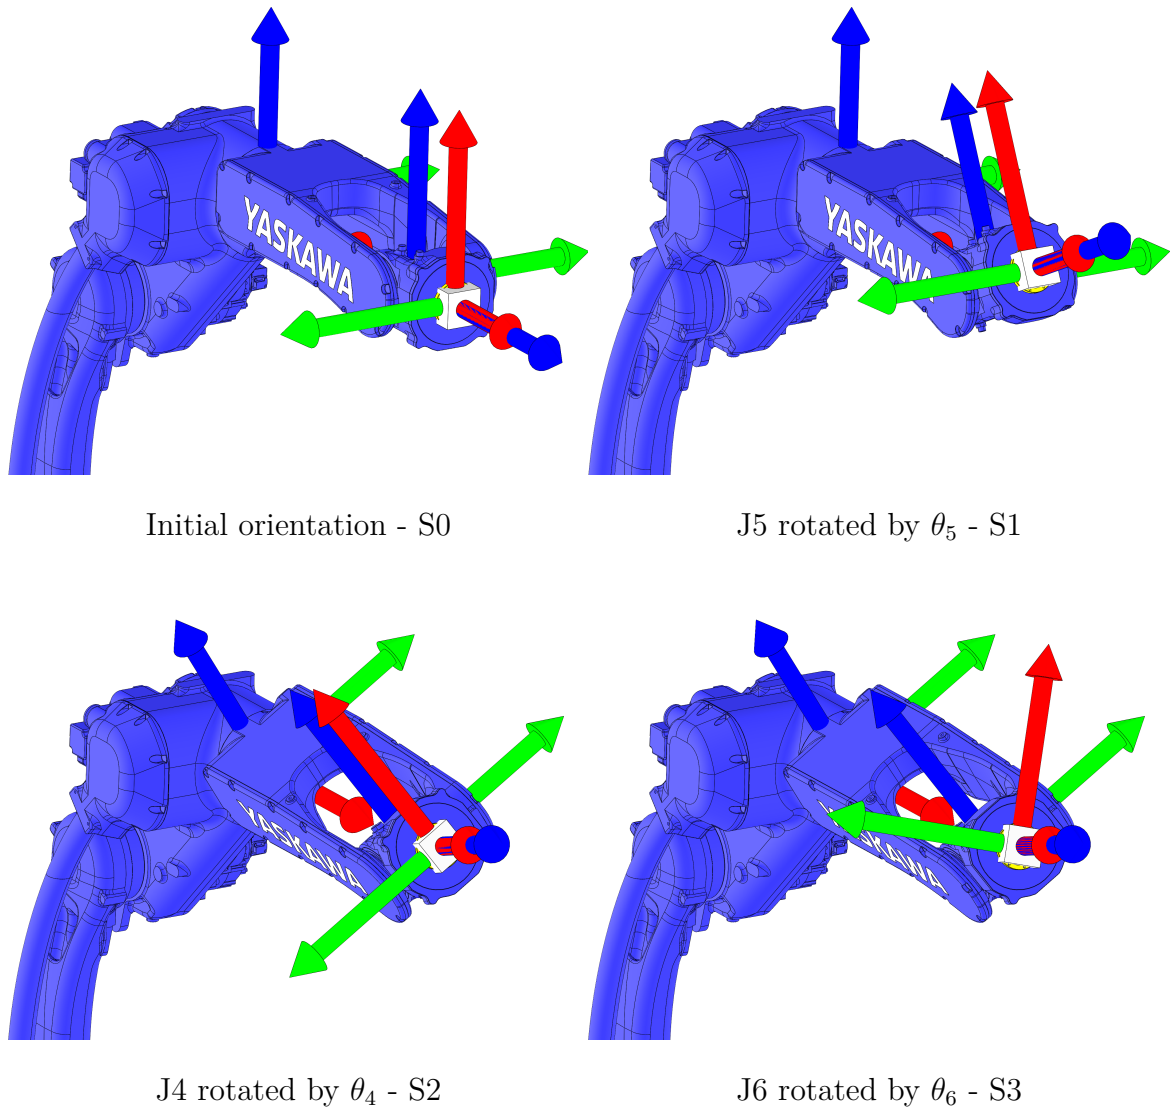 YASKAWA
YASKAWA
Initial orientation - S0
J5 rotated by θ₅ - S1
YASKAWA
YASKAWA
J4 rotated by θ₄ - S2
J6 rotated by θ₆ - S3